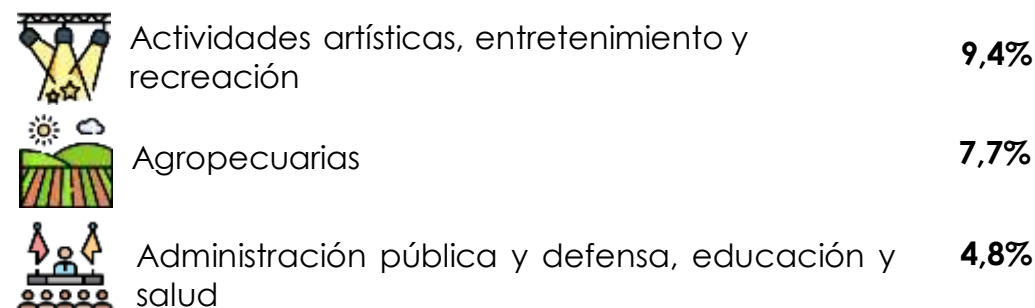 Actividades artísticas, entretenimiento y
recreación
9,4%
Agropecuarias
7,7%
Administración pública y defensa, educación y
salud
4,8%